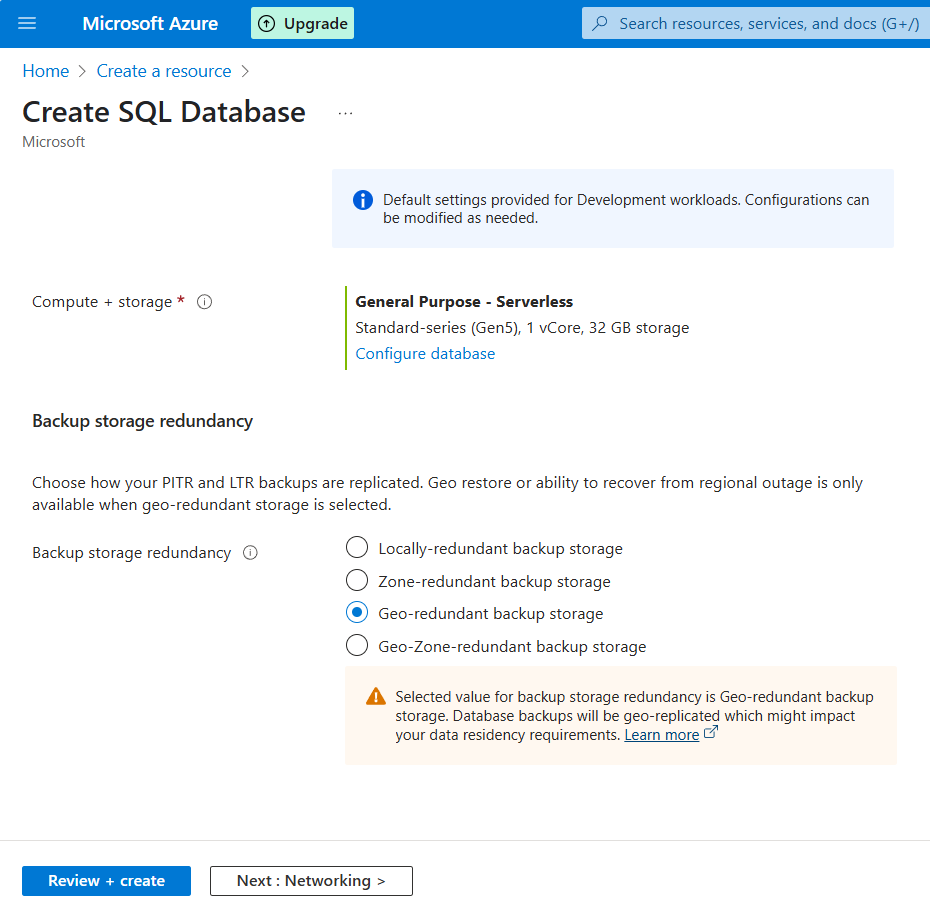 Microsoft Azure
Upgrade
Search resources, services, and docs (G+/)
Home > Create a resource >
Create SQL Database ...
Microsoft
Default settings provided for Development workloads. Configurations can
be modified as needed.
Compute + storage *
General Purpose - Serverless
Standard-series (Gen5), 1 vCore, 32 GB storage
Configure database
Backup storage redundancy
Choose how your PITR and LTR backups are replicated. Geo restore or ability to recover from regional outage is only
available when geo-redundant storage is selected.
Backup storage redundancy
Locally-redundant backup storage
Zone-redundant backup storage
Geo-redundant backup storage
Geo-Zone-redundant backup storage
Selected value for backup storage redundancy is Geo-redundant backup
storage. Database backups will be geo-replicated which might impact
your data residency requirements. Learn more
Review + create
Next : Networking >